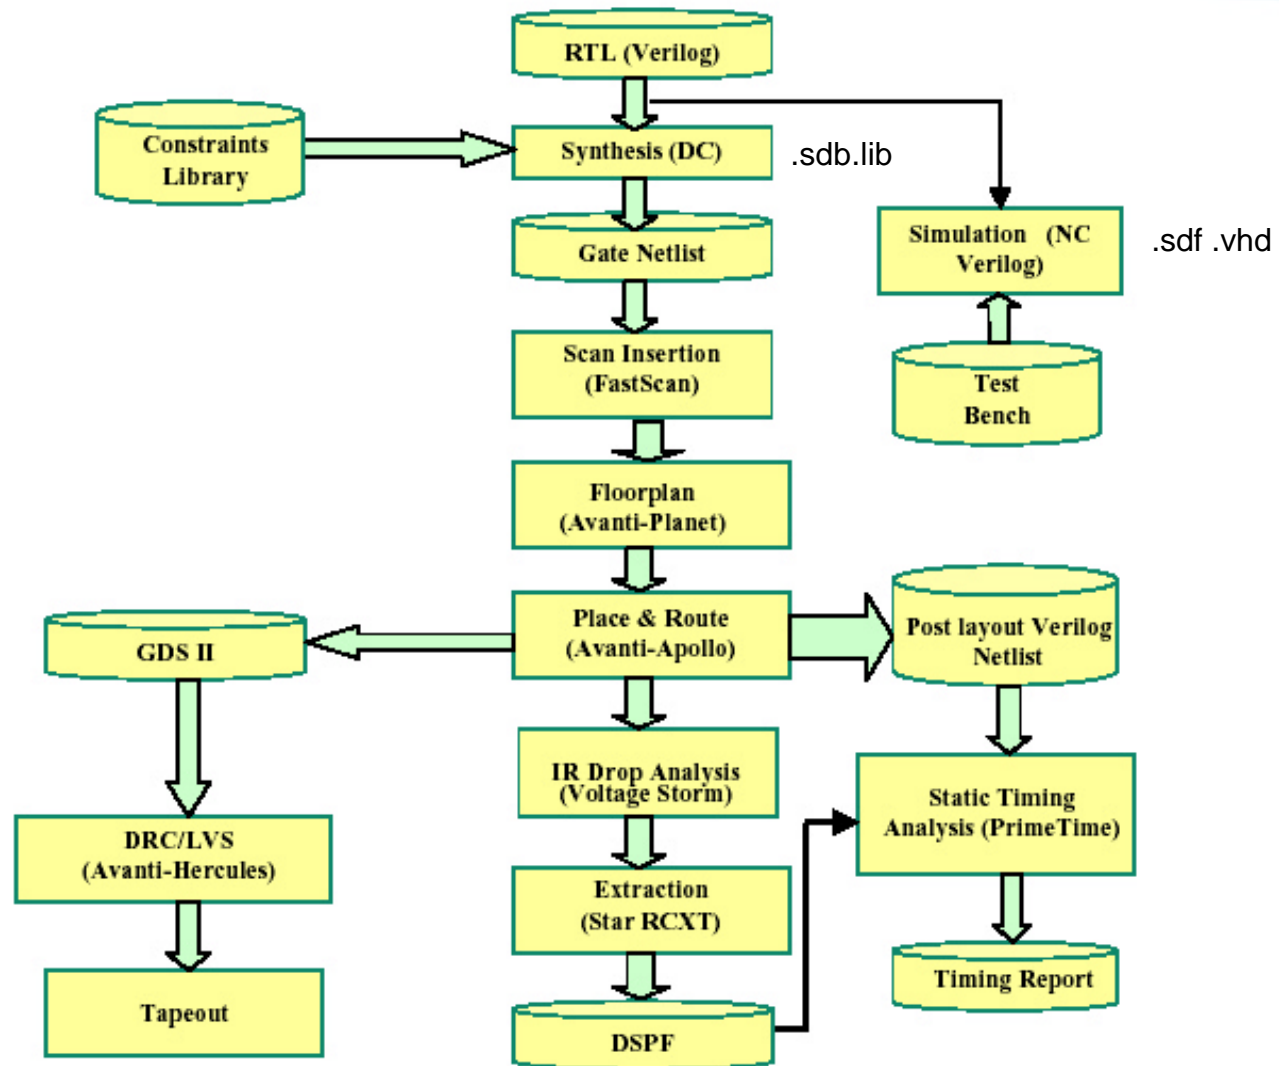 RTL (Verilog)
Constraints
Library
Synthesis (DC)
.sdb.lib
Gate Netlist
Simulation (NC
Verilog)
.sdf .vhd
Test
Bench
Scan Insertion
(FastScan)
Floorplan
(Avanti-Planet)
Place & Route
(Avanti-Apollo)
GDS II
Post layout Verilog
Netlist
IR Drop Analysis
(Voltage Storm)
Static Timing
Analysis (PrimeTime)
DRC/LVS
(Avanti-Hercules)
Extraction
(Star RCXT)
Timing Report
Tapeout
DSPF